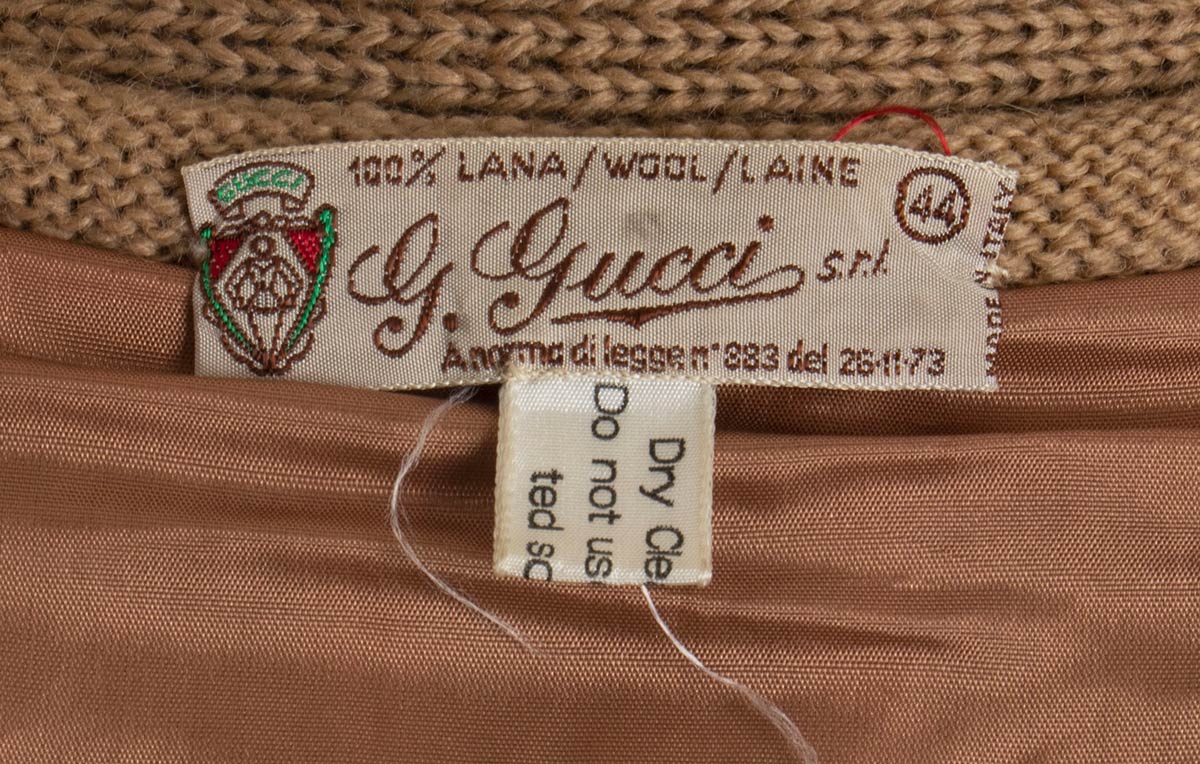 100% LANA/WOOL/LAINE
44
GUCCI
G. Gucci s.r.l.
A norma di legge n° 883 del 26-11-73
MADE IN ITALY
Dry Cle
Do not us
ted so